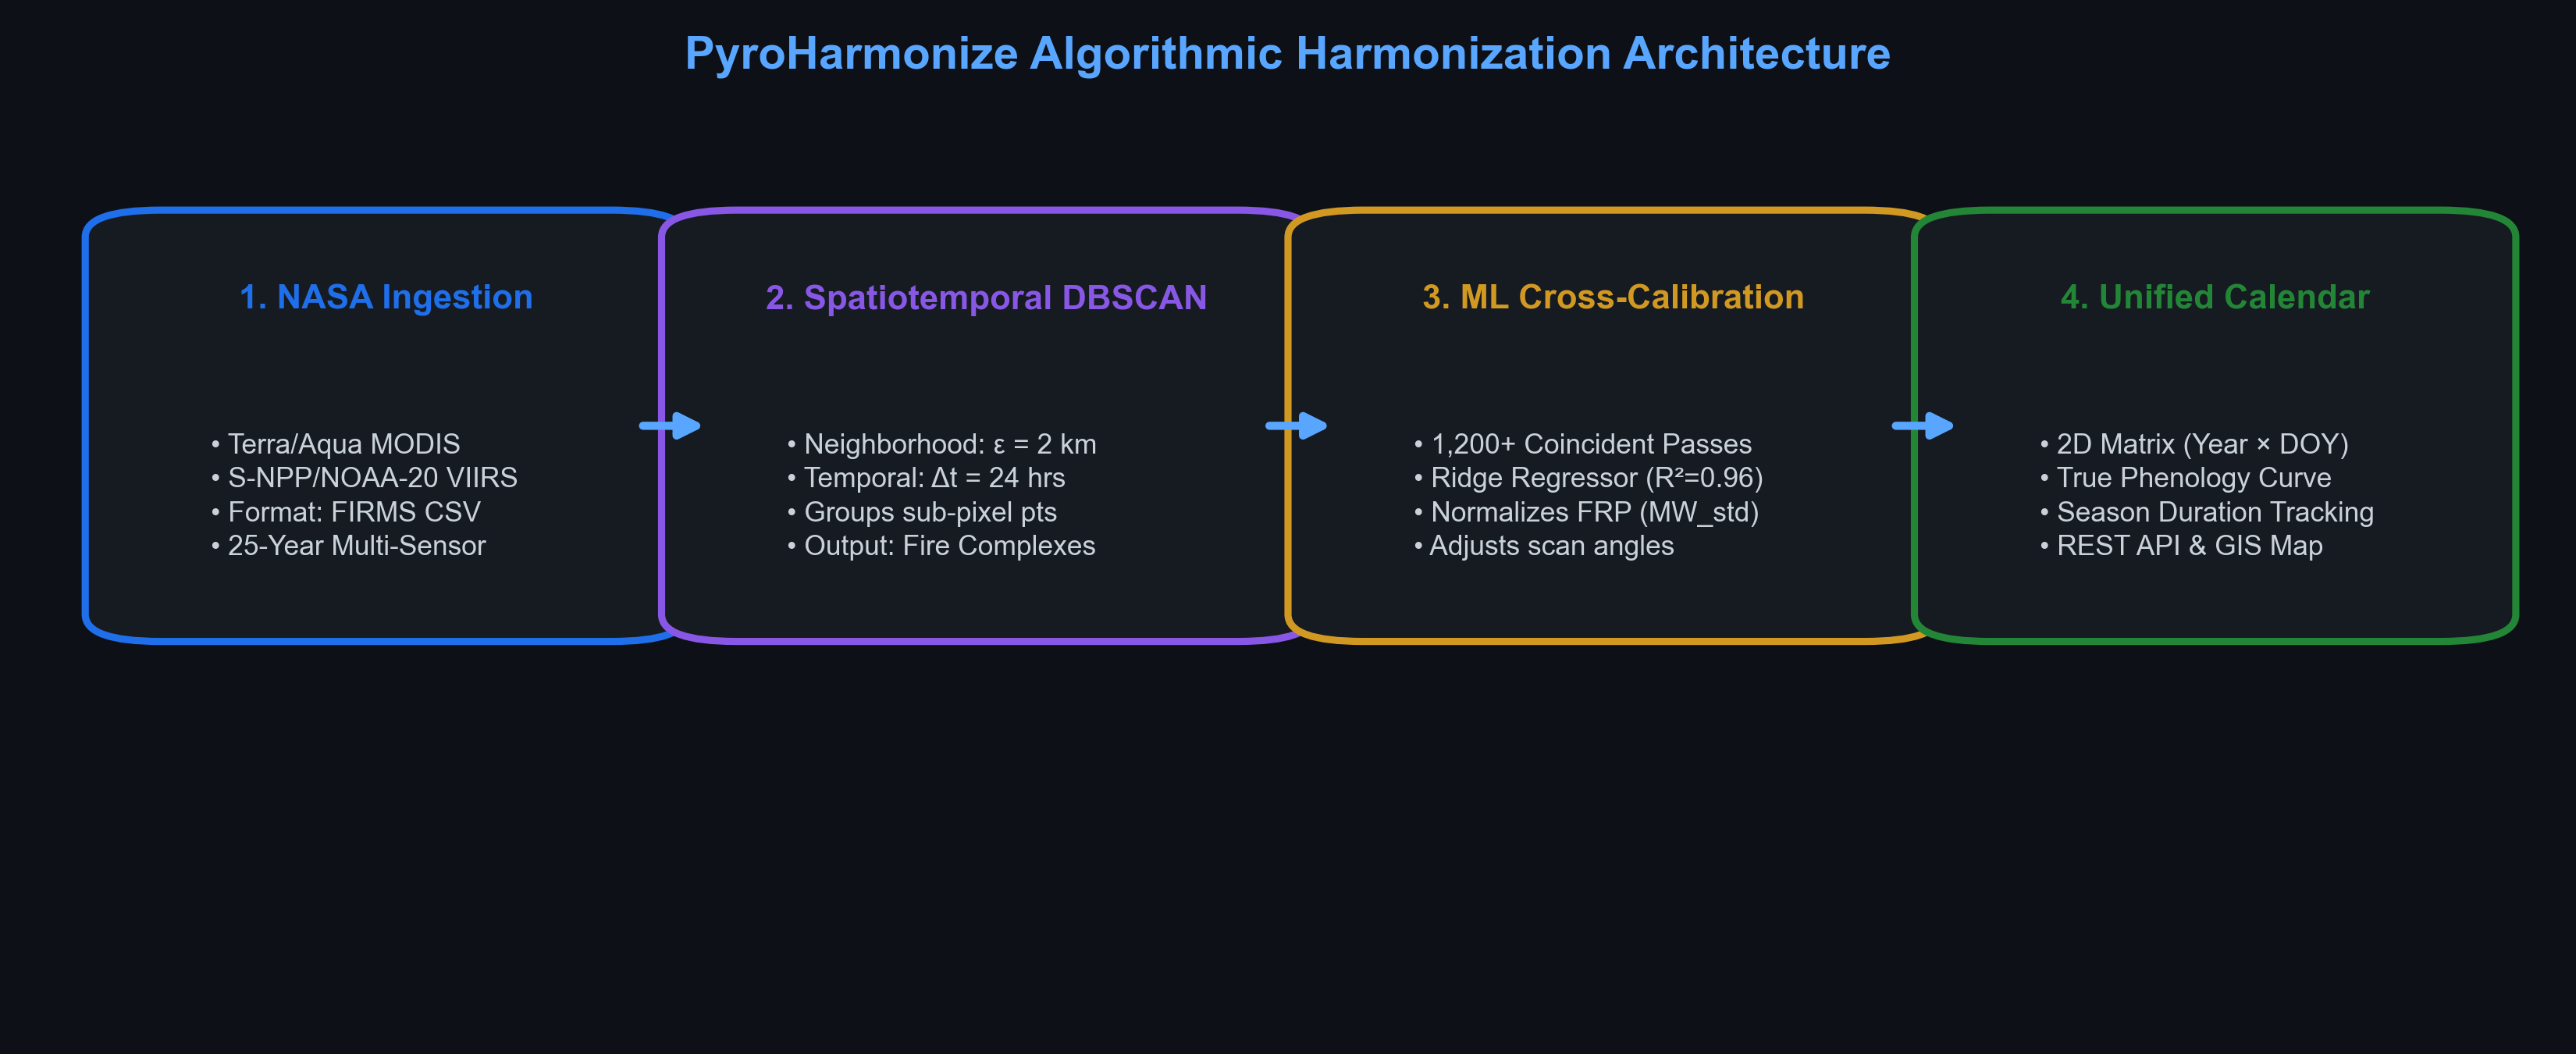 PyroHarmonize Algorithmic Harmonization Architecture
1. NASA Ingestion
• Terra/Aqua MODIS
• S-NPP/NOAA-20 VIIRS
• Format: FIRMS CSV
• 25-Year Multi-Sensor
2. Spatiotemporal DBSCAN
• Neighborhood: ε = 2 km
• Temporal: Δt = 24 hrs
• Groups sub-pixel pts
• Output: Fire Complexes
3. ML Cross-Calibration
• 1,200+ Coincident Passes
• Ridge Regressor (R²=0.96)
• Normalizes FRP (MW_std)
• Adjusts scan angles
4. Unified Calendar
• 2D Matrix (Year × DOY)
• True Phenology Curve
• Season Duration Tracking
• REST API & GIS Map